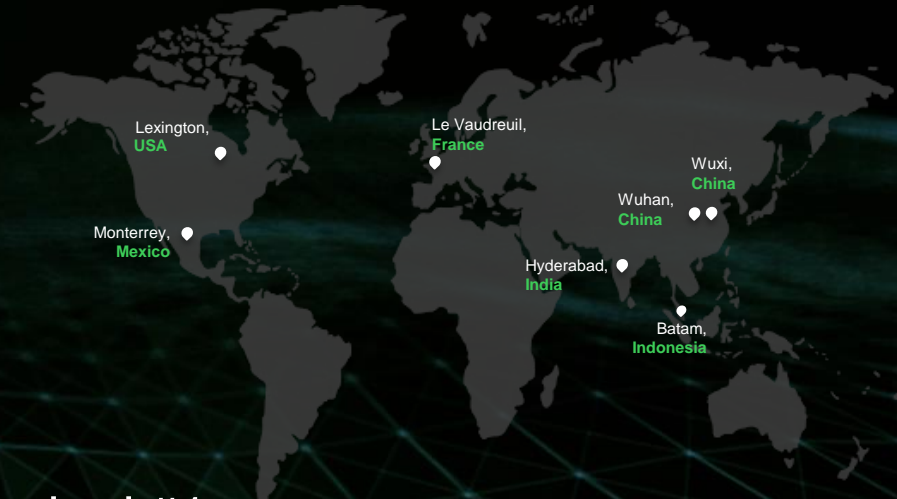 Lexington,
USA
Le Vaudreuil,
France
Wuxi,
China
Wuhan,
China
Monterrey,
Mexico
Hyderabad,
India
Batam,
Indonesia